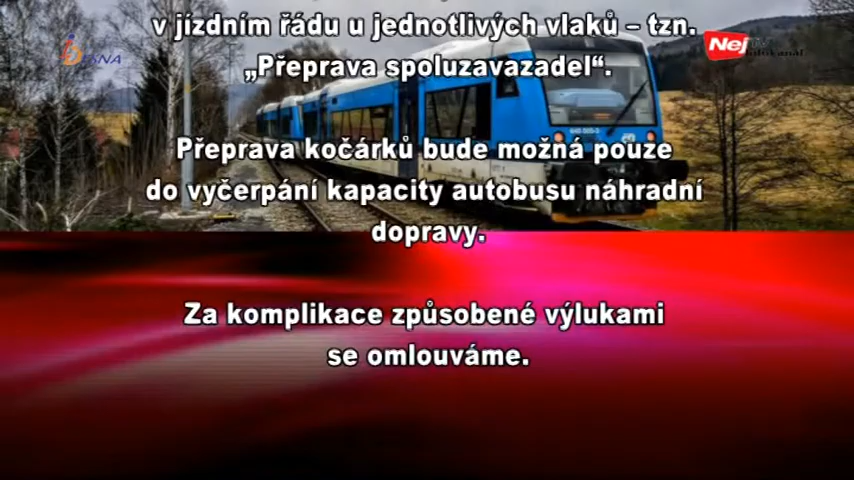 v jízdním řádu u jednotlivých vlaků – tzn.
„Přeprava spoluzavazadel“.
Přeprava kočárků bude možná pouze
do vyčerpání kapacity autobusu náhradní
dopravy.
Za komplikace způsobené výlukami
se omlouváme.
Nej